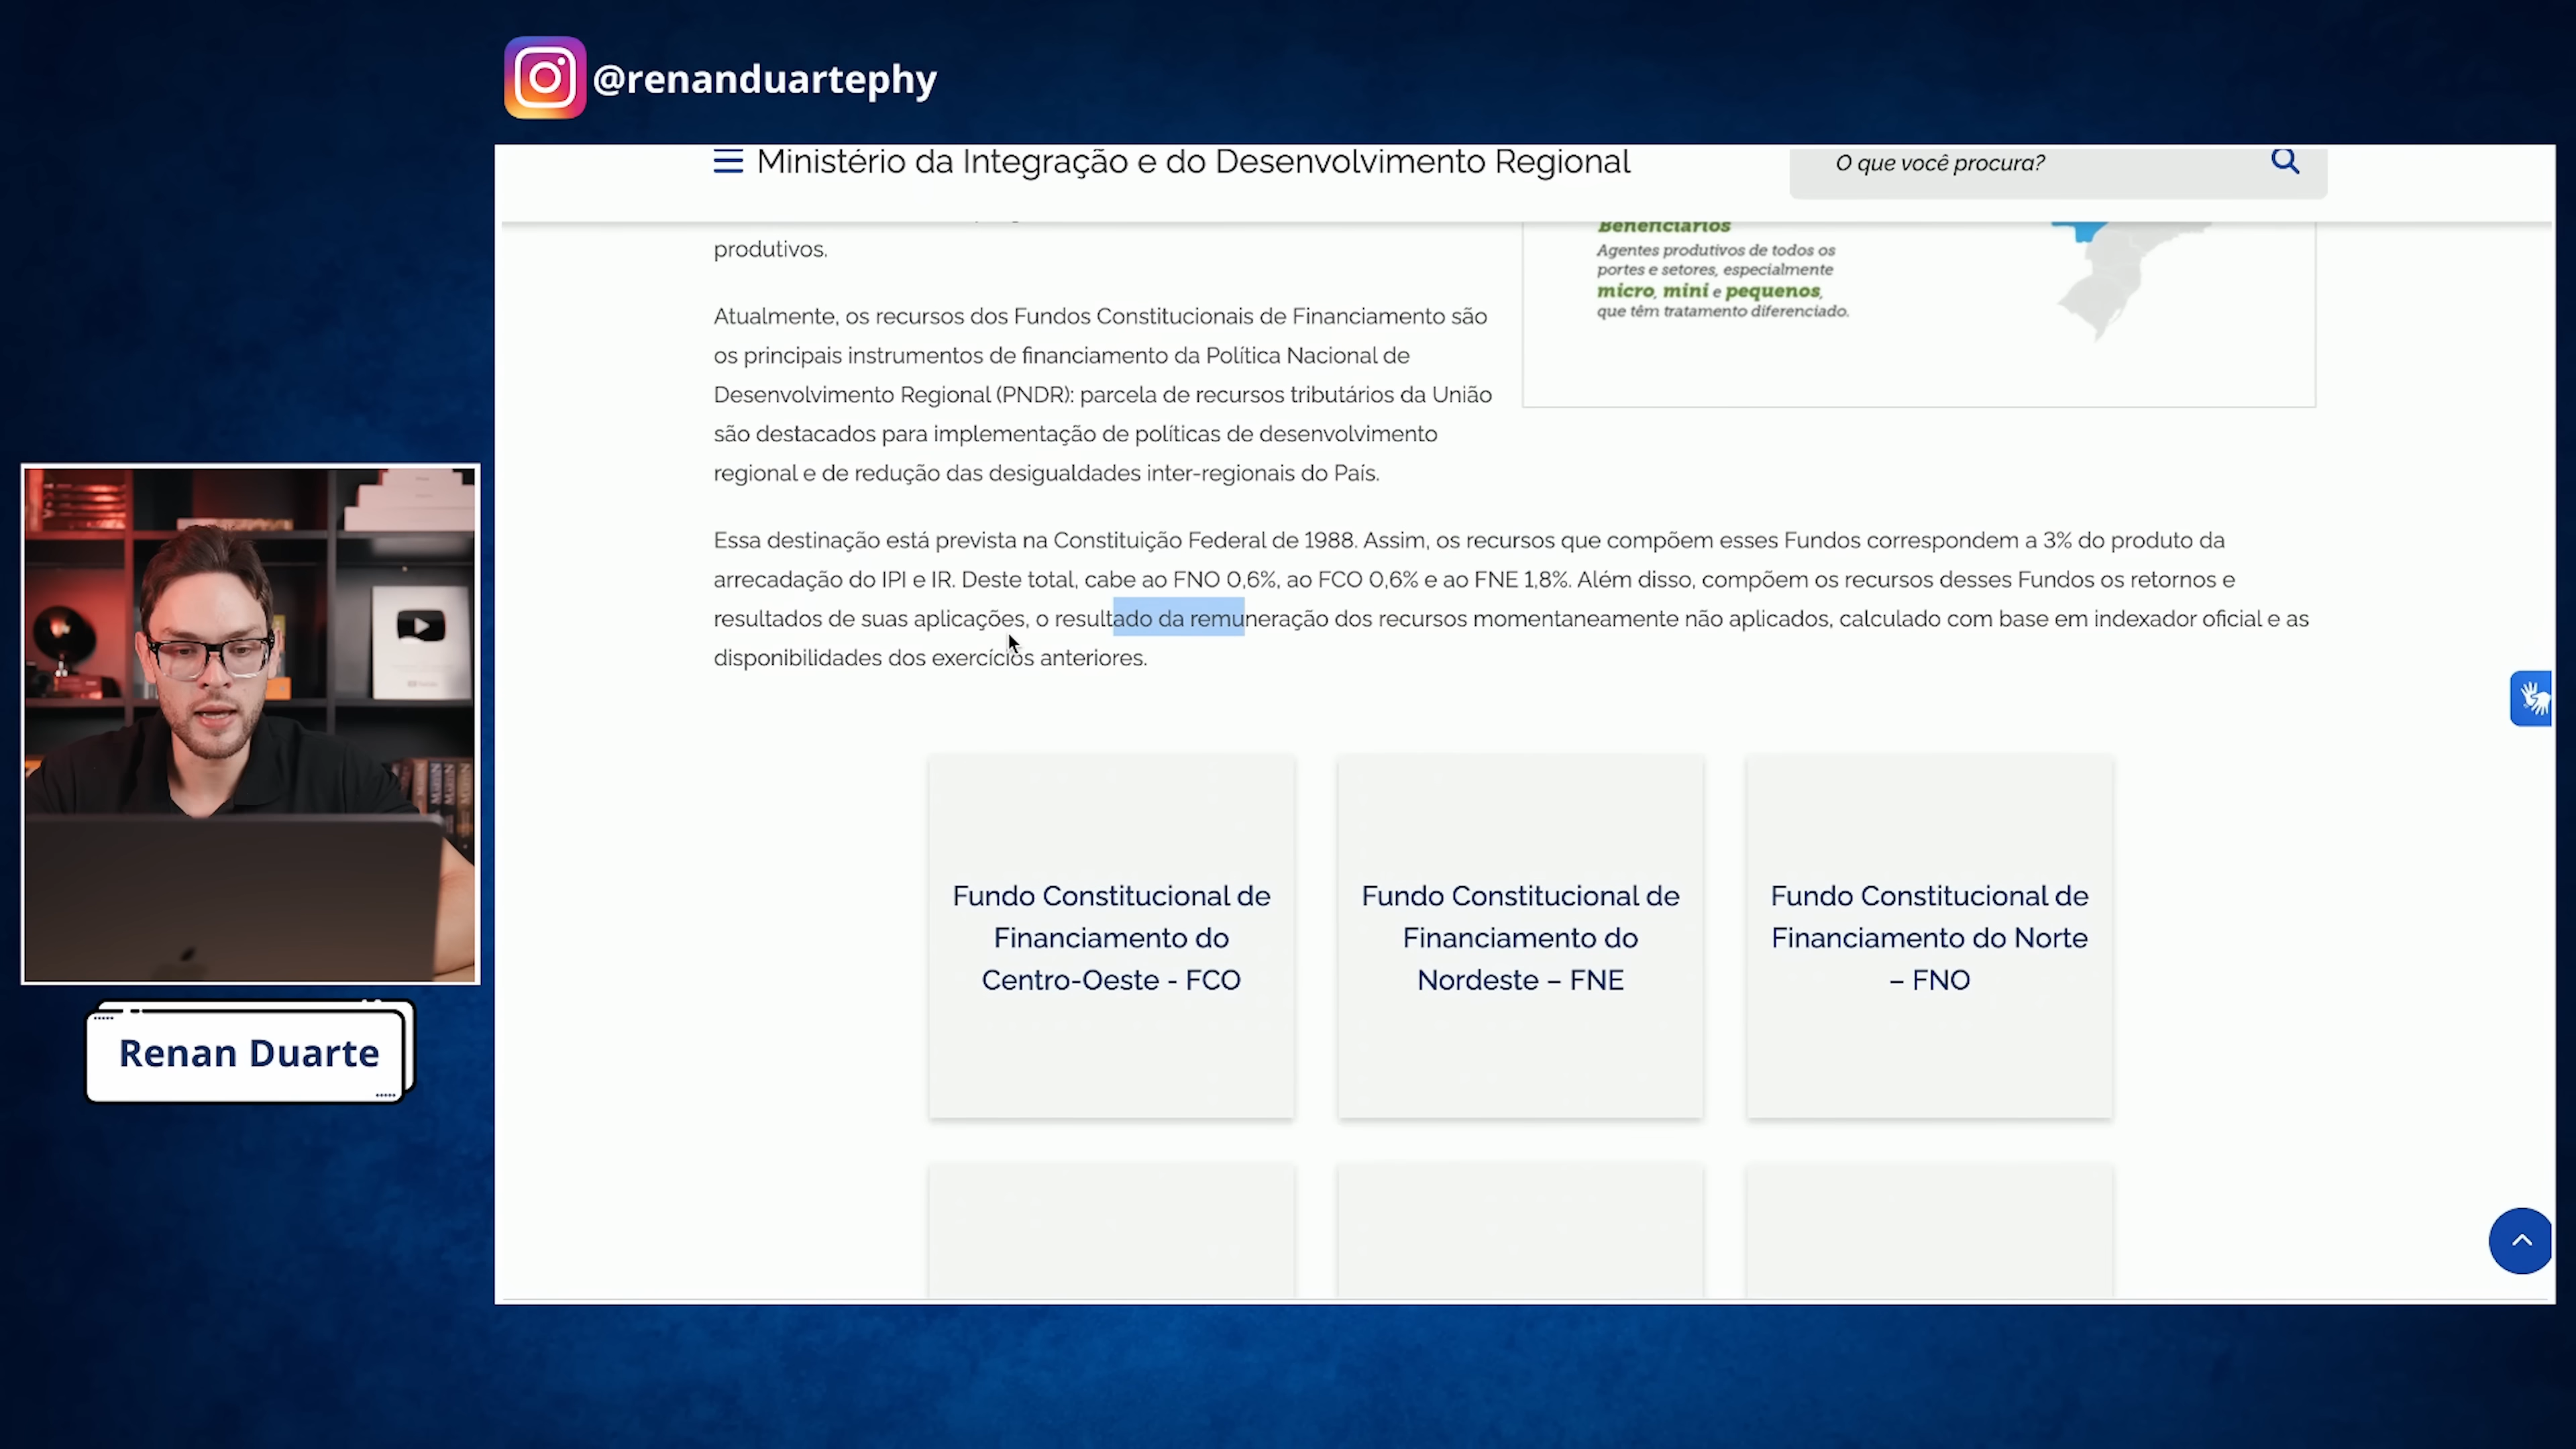 @renanduartephy
Ministério da Integração e do Desenvolvimento Regional
O que você procura?
produtivos.
Atualmente, os recursos dos Fundos Constitucionais de Financiamento são
os principais instrumentos de financiamento da Política Nacional de
Desenvolvimento Regional (PNDR): parcela de recursos tributários da União
são destacados para implementação de políticas de desenvolvimento
regional e de redução das desigualdades inter-regionais do País.
Beneficiários
Agentes produtivos de todos os
portes e setores, especialmente
micro, mini e pequenos,
que têm tratamento diferenciado.
Essa destinação está prevista na Constituição Federal de 1988. Assim, os recursos que compõem esses Fundos correspondem a 3% do produto da
arrecadação do IPI e IR. Deste total, cabe ao FNO 0,6%, ao FCO 0,6% e ao FNE 1,8%. Além disso, compõem os recursos desses Fundos os retornos e
resultados de suas aplicações, o resultado da remuneração dos recursos momentaneamente não aplicados, calculado com base em indexador oficial e as
disponibilidades dos exercícios anteriores.
Fundo Constitucional de
Financiamento do
Centro-Oeste - FCO
Fundo Constitucional de
Financiamento do
Nordeste – FNE
Fundo Constitucional de
Financiamento do Norte
– FNO
Renan Duarte